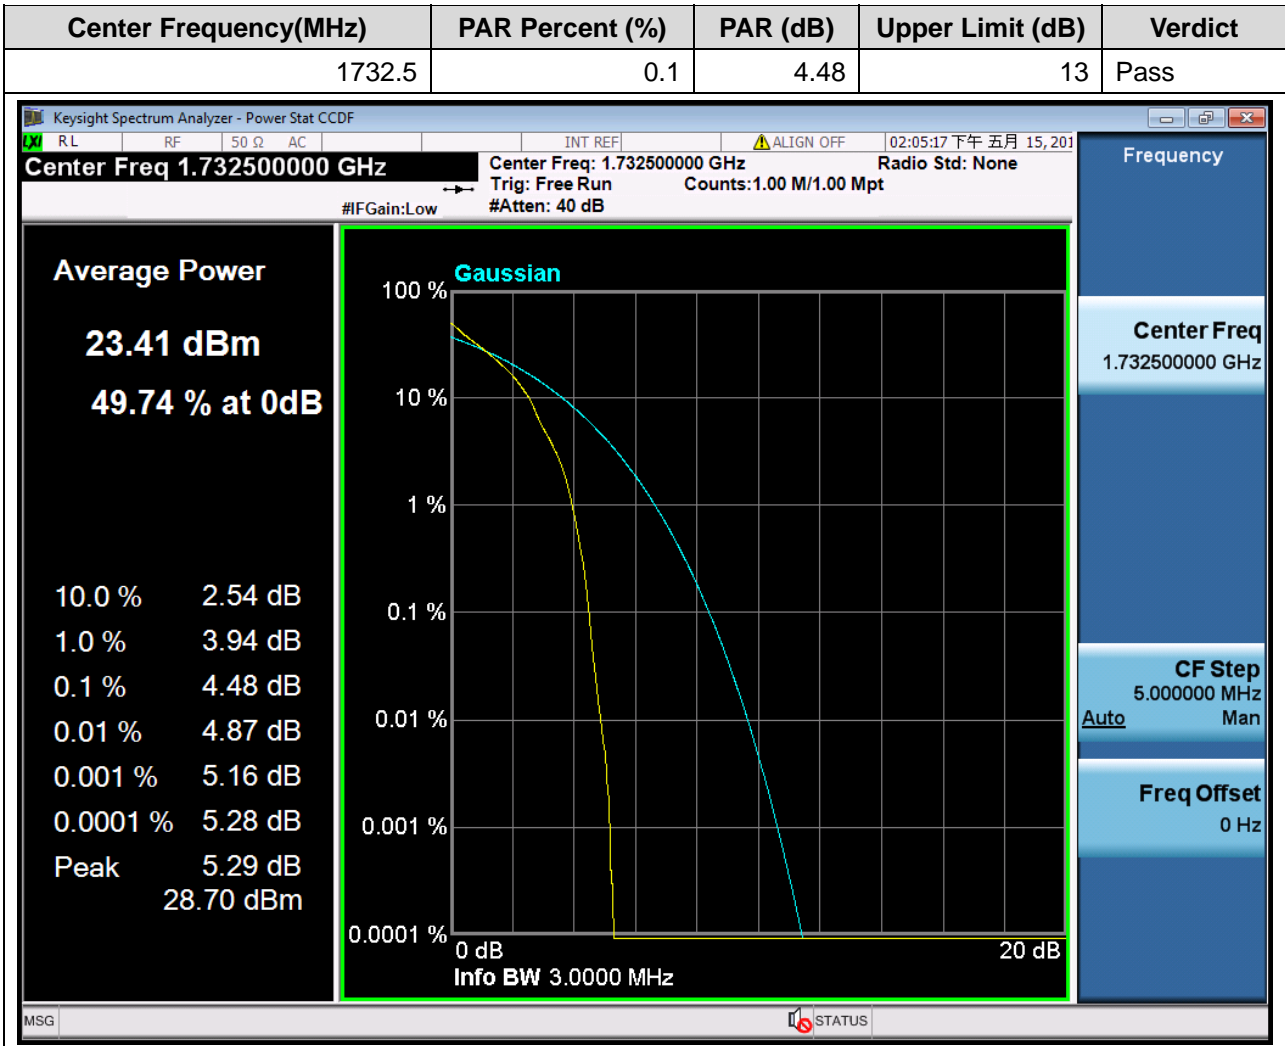 Center Frequency(MHz) PAR Percent (%) PAR (dB) Upper Limit (dB) Verdict
1732.5 0.1 4.48 13 Pass
Keysight Spectrum Analyzer - Power Stat CCDF
LXI RL RF 50 Ω AC INT REF ALIGN OFF 02:05:17 下午 五月 15, 201
Center Freq 1.732500000 GHz
Center Freq: 1.732500000 GHz Radio Std: None
Trig: Free Run Counts:1.00 M/1.00 Mpt
#IFGain:Low #Atten: 40 dB
Average Power
23.41 dBm
49.74 % at 0dB
10.0 % 2.54 dB
1.0 % 3.94 dB
0.1 % 4.48 dB
0.01 % 4.87 dB
0.001 % 5.16 dB
0.0001 % 5.28 dB
Peak 5.29 dB
28.70 dBm
Gaussian
100 %
10 %
1 %
0.1 %
0.01 %
0.001 %
0.0001 %
0 dB 20 dB
Info BW 3.0000 MHz
Frequency
Center Freq
1.732500000 GHz
CF Step
5.000000 MHz
Auto Man
Freq Offset
0 Hz
MSG STATUS